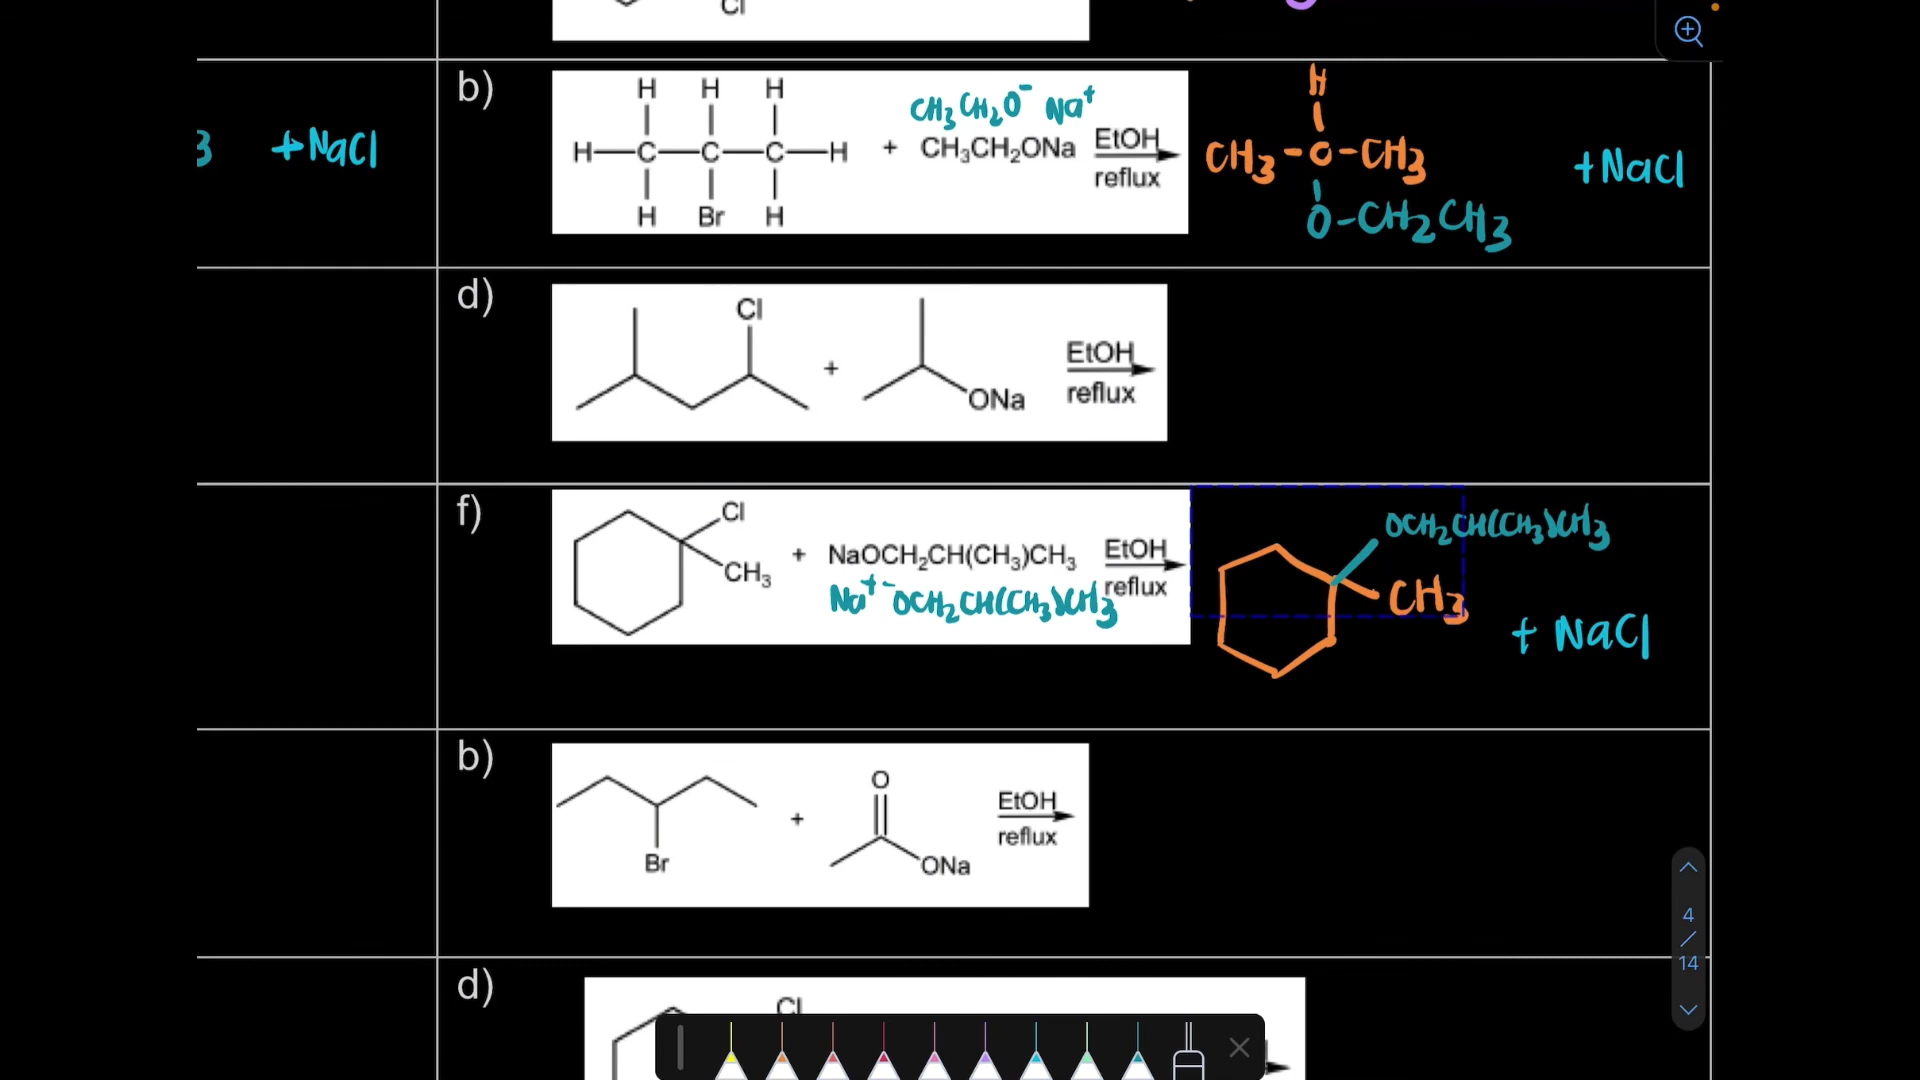 Cl
b)
H H H
CH₃CH₂O⁻ Na⁺
H
H—C—C—C—H + CH₃CH₂ONa EtOH
reflux
H Br H
CH₃-C-CH₃
O-CH₂CH₃
+NaCl
3 +NaCl
d)
Cl
+
ONa
EtOH
reflux
f)
Cl
CH₃
+ NaOCH₂CH(CH₃)CH₃ EtOH
reflux
Na⁺ ⁻OCH₂CH(CH₃)CH₃
OCH₂CH(CH₃)CH₃
CH₃
+ NaCl
b)
Br
+
O
ONa
EtOH
reflux
d)
Cl
4
/
14